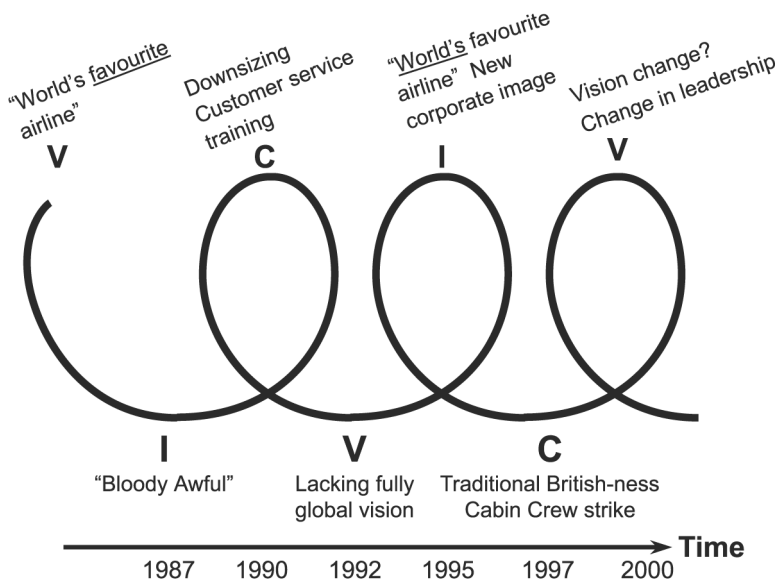 “World’s favourite
airline”
V
Downsizing
Customer service
training
C
“World’s favourite
airline” New
corporate image
I
Vision change?
Change in leadership
V
I
“Bloody Awful”
V
Lacking fully
global vision
C
Traditional British-ness
Cabin Crew strike
Time
1987 1990 1992 1995 1997 2000